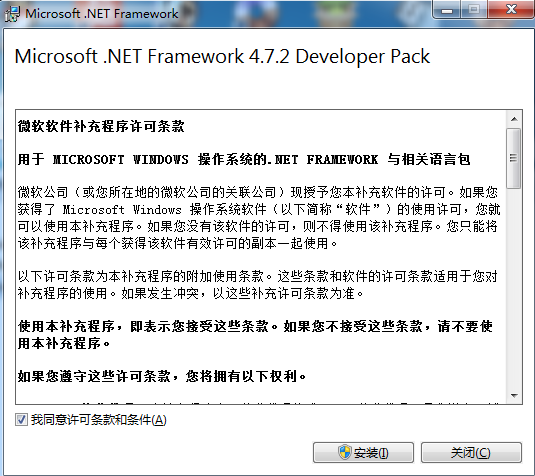 Microsoft .NET Framework
Microsoft .NET Framework 4.7.2 Developer Pack
微软软件补充程序许可条款
用于 MICROSOFT WINDOWS 操作系统的.NET FRAMEWORK 与相关语言包
微软公司（或您所在地的微软公司的关联公司）现授予您本补充软件的许可。如果您
获得了 Microsoft Windows 操作系统软件（以下简称“软件”）的使用许可，您就
可以使用本补充程序。如果您没有该软件的许可，则不得使用该补充程序。您只能将
该补充程序与每个获得该软件有效许可的副本一起使用。
以下许可条款为本补充程序的附加使用条款。这些条款和软件的许可条款适用于您对
补充程序的使用。如果发生冲突，以这些补充许可条款为准。
使用本补充程序，即表示您接受这些条款。如果您不接受这些条款，请不要使
用本补充程序。
如果您遵守这些许可条款，您将拥有以下权利。
我同意许可条款和条件(A)
安装(I)
关闭(C)